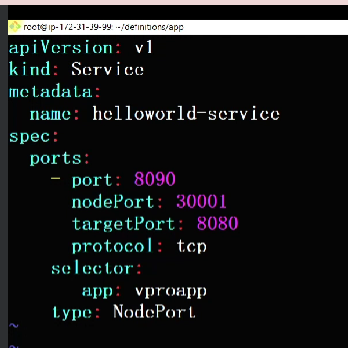 root@ip-172-31-39-99: ~/definitions/app
apiVersion: v1
kind: Service
metadata:
  name: helloworld-service
spec:
  ports:
    - port: 8090
      nodePort: 30001
      targetPort: 8080
      protocol: tcp
    selector:
       app: vproapp
    type: NodePort
~
~